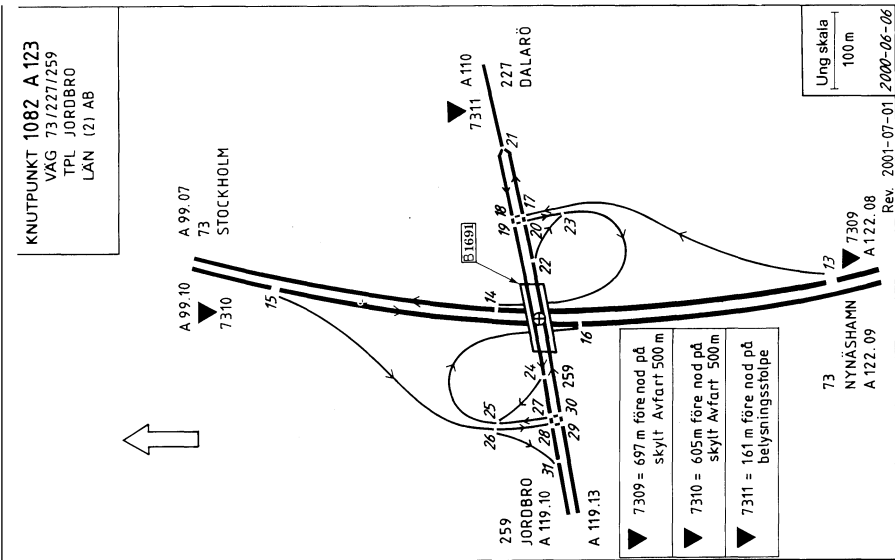 KNUTPUNKT 1082 A 123
VÄG 73/227/259
TPL JORDBRO
LÄN (2) AB
A 99.07
73
STOCKHOLM
A 99.10
7310
15
14
16
B1691
A 110
7311
227
DALARÖ
21
19
18
17
20
22
23
24
25
26
27
28
29
30
31
259
259
JORDBRO
A 119.10
A 119.13
13
7309
A 122.08
73
NYNÄSHAMN
A 122.09
7309 = 697 m före nod på
skylt Avfart 500 m
7310 = 605 m före nod på
skylt Avfart 500 m
7311 = 161 m före nod på
belysningsstolpe
Ung skala
100 m
Rev. 2001-07-01
2000-06-06